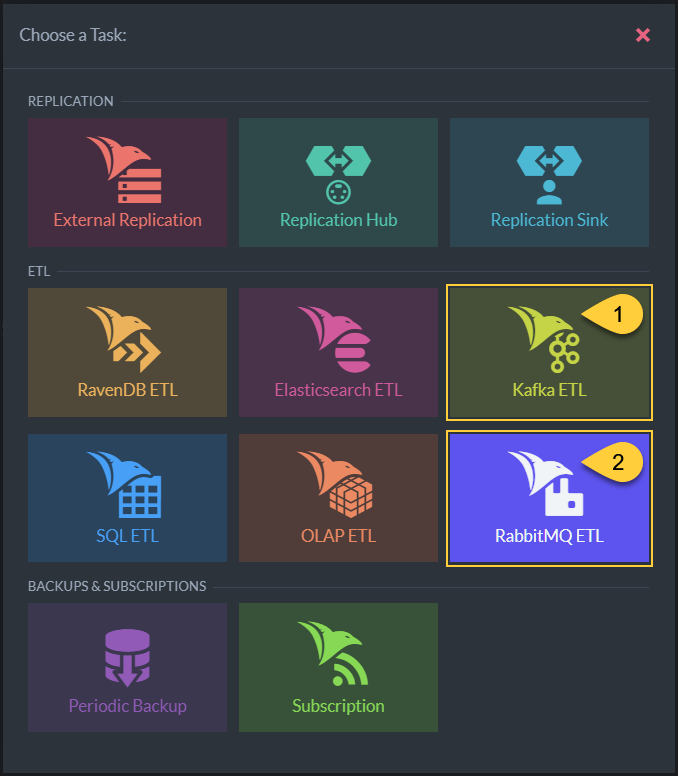 Choose a Task:
REPLICATION
External Replication
Replication Hub
Replication Sink
ETL
RavenDB ETL
Elasticsearch ETL
1
Kafka ETL
SQL ETL
OLAP ETL
2
RabbitMQ ETL
BACKUPS & SUBSCRIPTIONS
Periodic Backup
Subscription